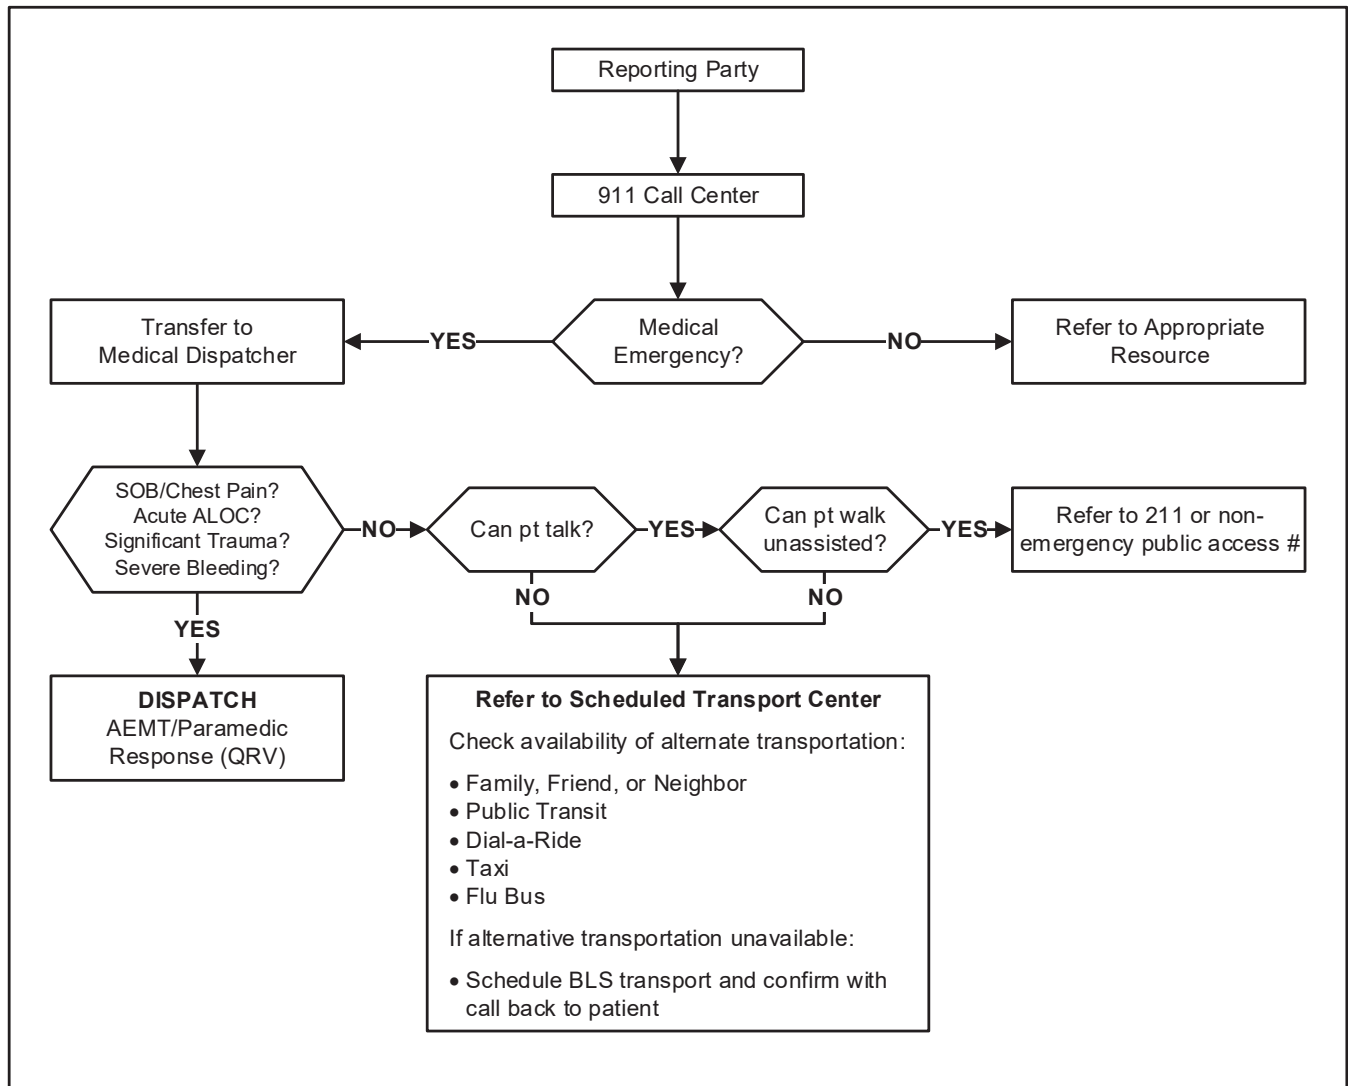 Reporting Party
911 Call Center
Medical
Emergency?
YES
NO
Transfer to
Medical Dispatcher
Refer to Appropriate
Resource
SOB/Chest Pain?
Acute ALOC?
Significant Trauma?
Severe Bleeding?
NO
Can pt talk?
YES
Can pt walk
unassisted?
YES
Refer to 211 or non-
emergency public access #
NO
NO
YES
DISPATCH
AEMT/Paramedic
Response (QRV)
Refer to Scheduled Transport Center
Check availability of alternate transportation:
• Family, Friend, or Neighbor
• Public Transit
• Dial-a-Ride
• Taxi
• Flu Bus
If alternative transportation unavailable:
• Schedule BLS transport and confirm with
call back to patient